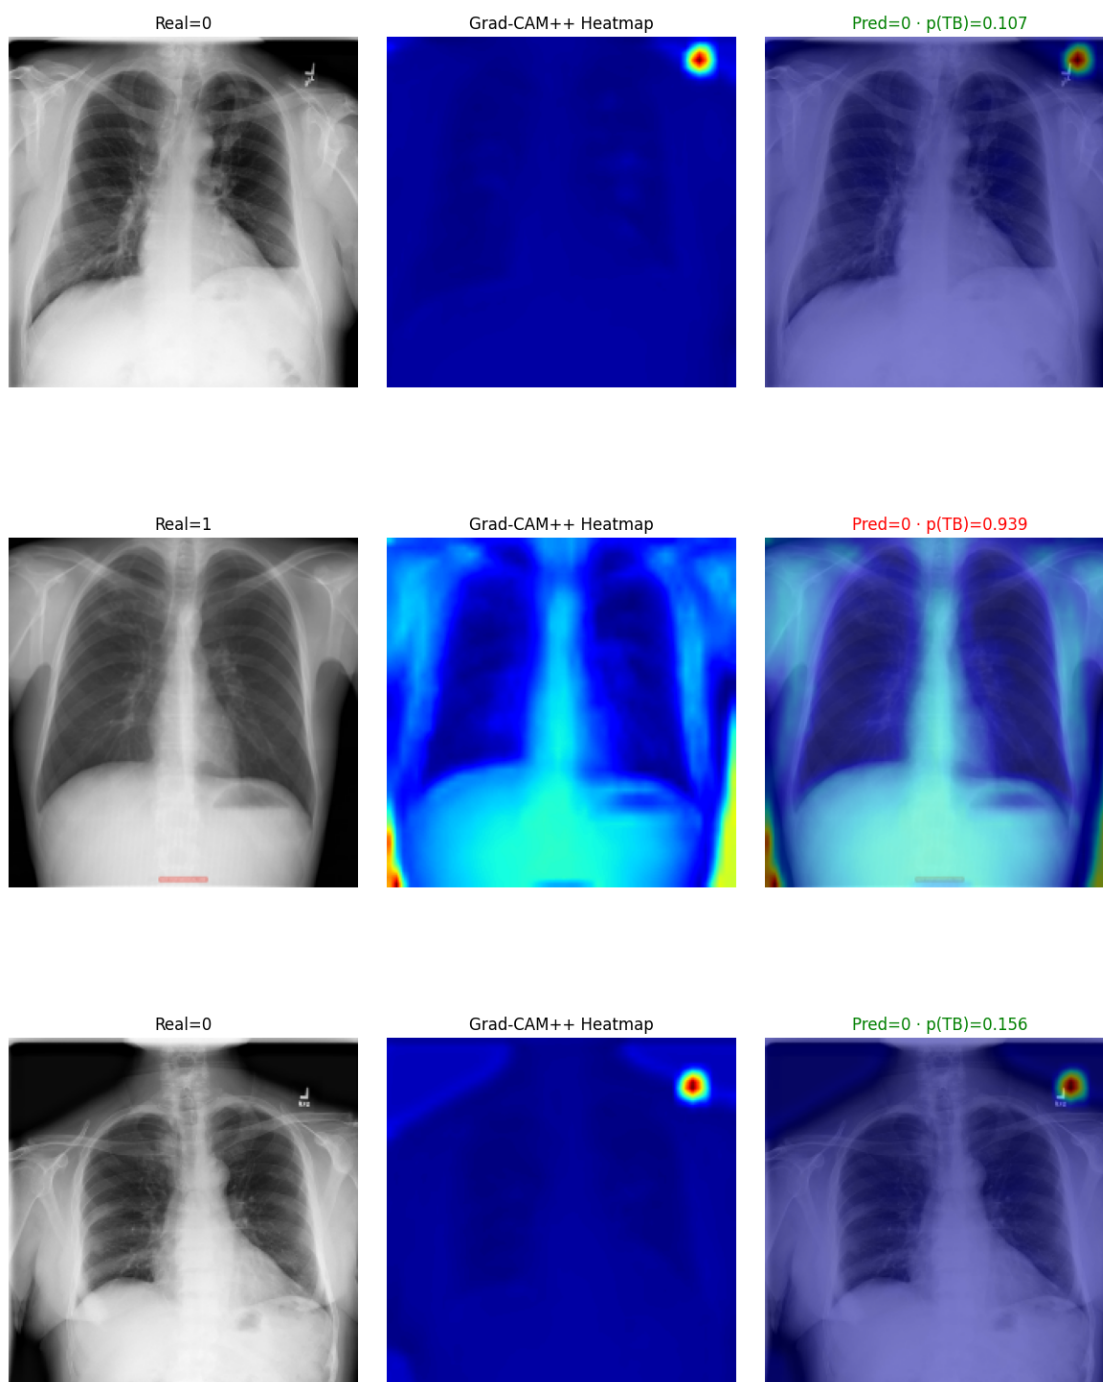 Real=0
Grad-CAM++ Heatmap
Pred=0 · p(TB)=0.107
Real=1
Grad-CAM++ Heatmap
Pred=0 · p(TB)=0.939
Real=0
Grad-CAM++ Heatmap
Pred=0 · p(TB)=0.156